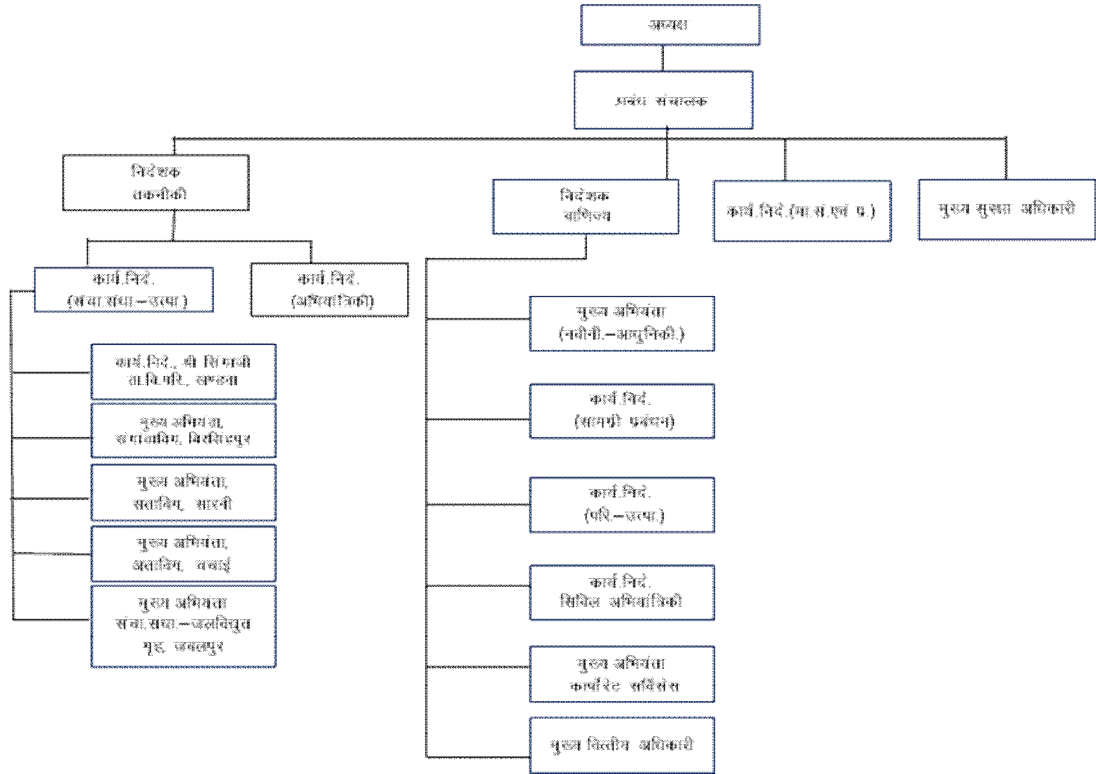 अध्यक्ष
प्रबंध संचालक
निदेशक
तकनीकी
निदेशक
वाणिज्य
कार्य.निदे.(मा.सं.एवं प्र.)
मुख्य सुरक्षा अधिकारी
कार्य.निदे.
(संचा.संधा.–उत्पा.)
कार्य.निदे.
(अभियांत्रिकी)
कार्य.निदे., श्री सिंगाजी
ता.वि.परि., खण्डवा
मुख्य अभियंता,
संगाताविगृ, बिरसिंहपुर
मुख्य अभियंता,
सताविगृ, सारनी
मुख्य अभियंता,
अताविगृ, चचाई
मुख्य अभियंता
संचा.संधा.–जलविद्युत
गृह, जबलपुर
मुख्य अभियंता
(नवीनी.–आधुनिकी.)
कार्य.निदे.
(सामग्री प्रबंधन)
कार्य.निदे.
(परि.–उत्पा.)
कार्य.निदे.
सिविल अभियांत्रिकी
मुख्य अभियंता
कार्पोरेट सर्विसेस
मुख्य वित्तीय अधिकारी